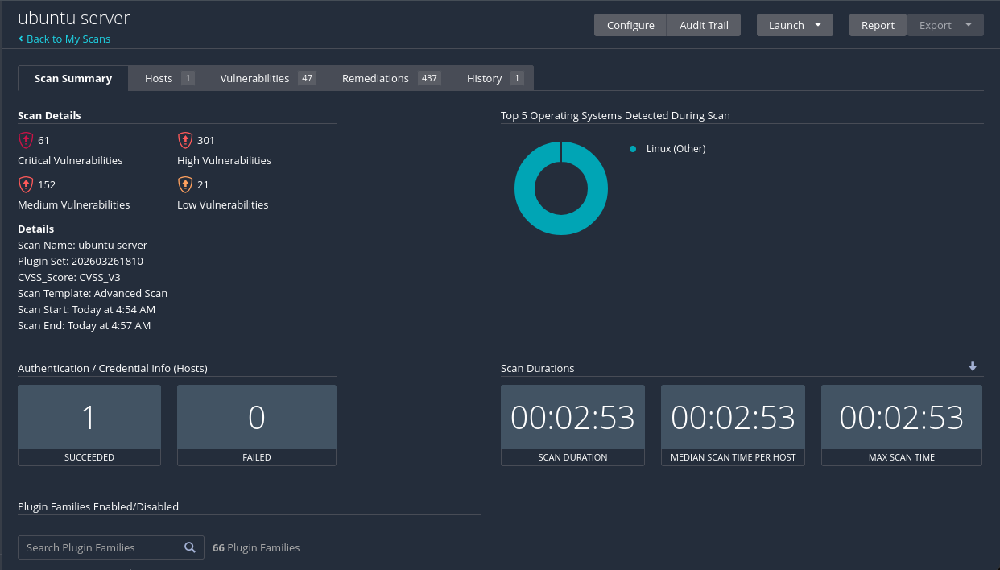 ubuntu server
Back to My Scans
Configure Audit Trail Launch Report Export
Scan Summary Hosts 1 Vulnerabilities 47 Remediations 437 History 1
Scan Details
61 301
Critical Vulnerabilities High Vulnerabilities
152 21
Medium Vulnerabilities Low Vulnerabilities
Details
Scan Name: ubuntu server
Plugin Set: 202603261810
CVSS_Score: CVSS_V3
Scan Template: Advanced Scan
Scan Start: Today at 4:54 AM
Scan End: Today at 4:57 AM
Top 5 Operating Systems Detected During Scan
Linux (Other)
Authentication / Credential Info (Hosts)
1 0
SUCCEEDED FAILED
Scan Durations
00:02:53 00:02:53 00:02:53
SCAN DURATION MEDIAN SCAN TIME PER HOST MAX SCAN TIME
Plugin Families Enabled/Disabled
Search Plugin Families 66 Plugin Families